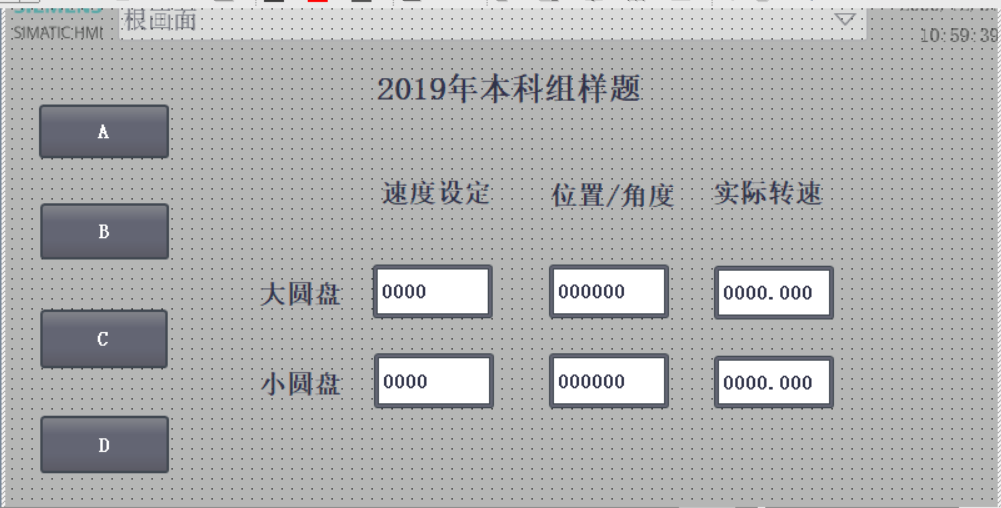 SIEMENS
SIMATIC HMI
根画面
10:59:39
2019年本科组样题
A
B
C
D
速度设定 位置/角度 实际转速
大圆盘 0000 000000 0000.000
小圆盘 0000 000000 0000.000